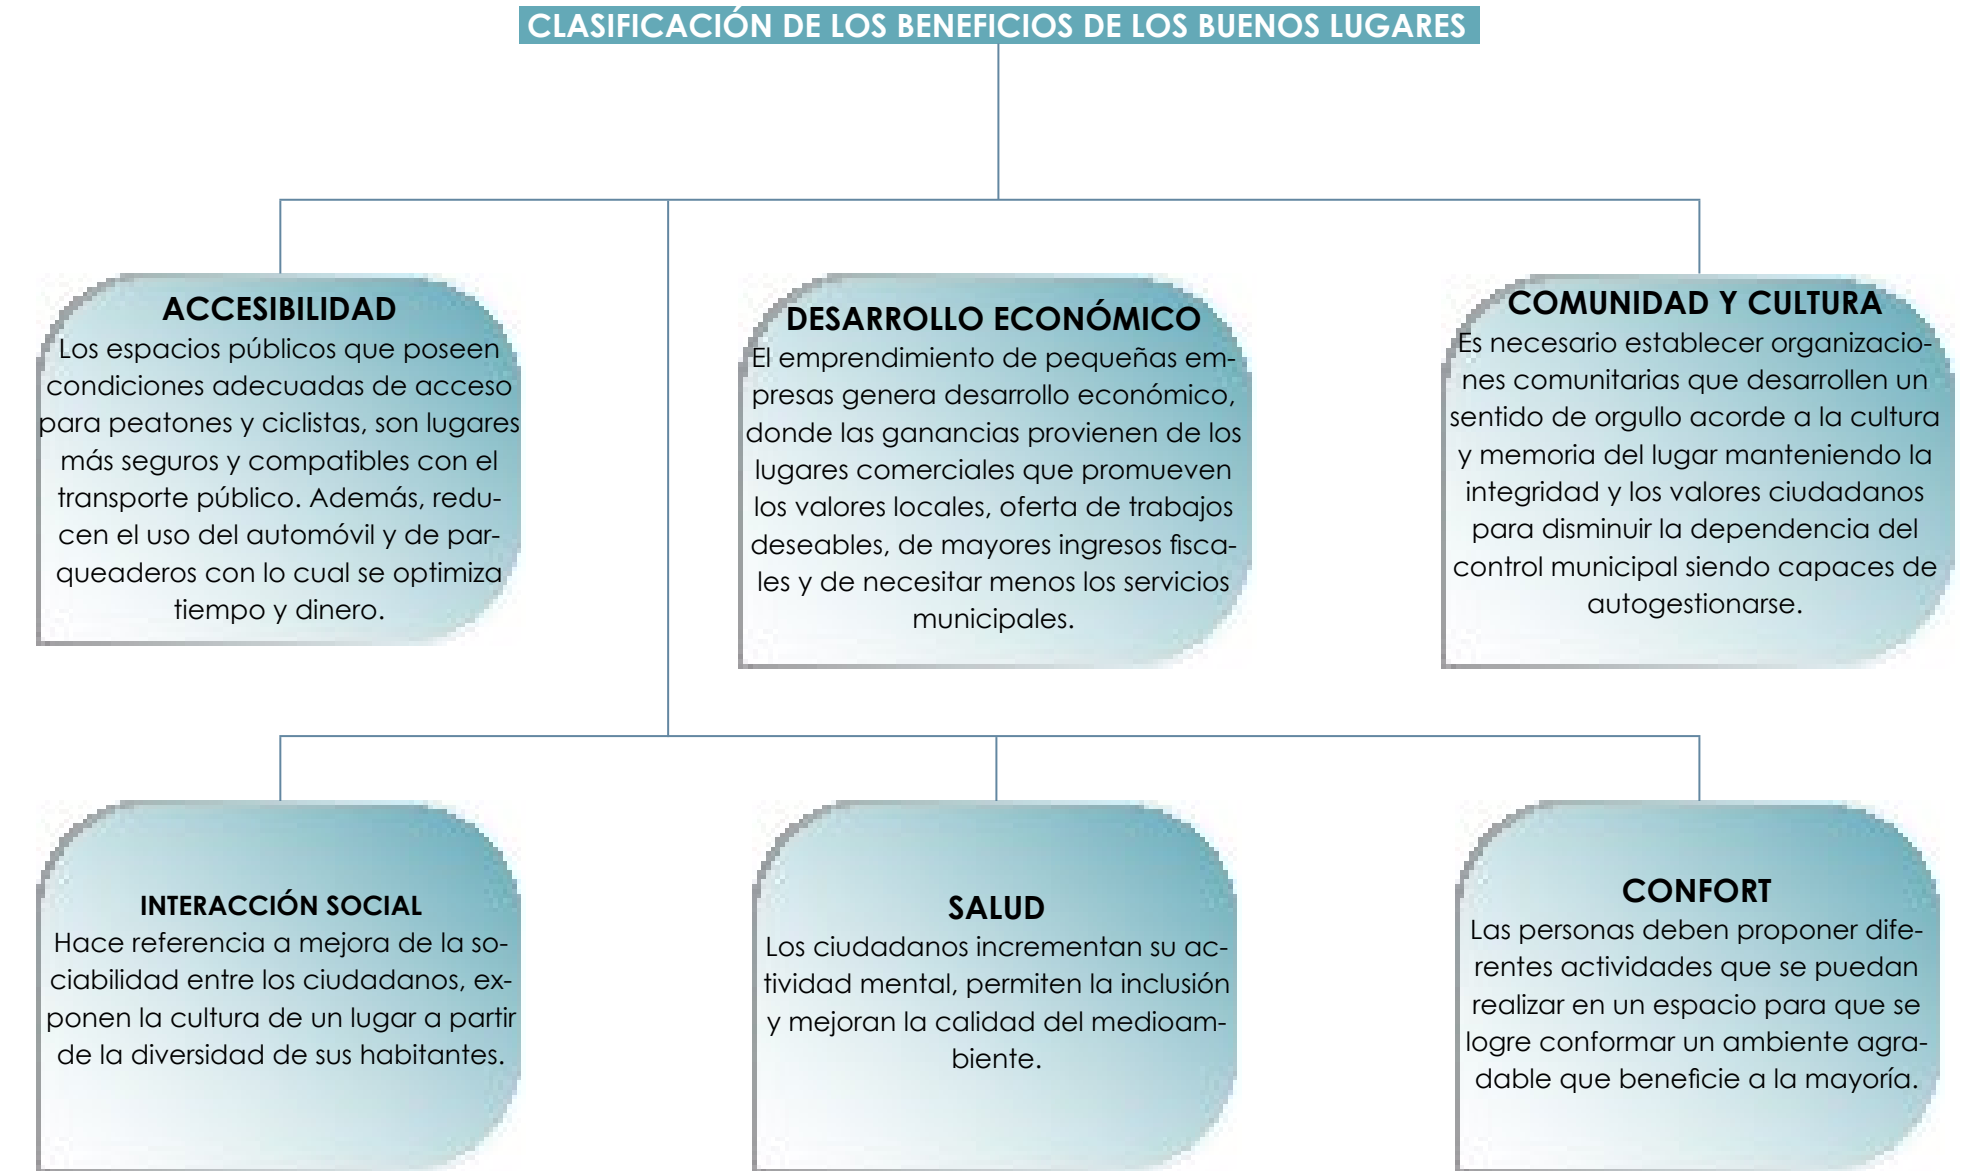 CLASIFICACIÓN DE LOS BENEFICIOS DE LOS BUENOS LUGARES
ACCESIBILIDAD
Los espacios públicos que poseen
condiciones adecuadas de acceso
para peatones y ciclistas, son lugares
más seguros y compatibles con el
transporte público. Además, redu-
cen el uso del automóvil y de par-
queaderos con lo cual se optimiza
tiempo y dinero.
DESARROLLO ECONÓMICO
El emprendimiento de pequeñas em-
presas genera desarrollo económico,
donde las ganancias provienen de los
lugares comerciales que promueven
los valores locales, oferta de trabajos
deseables, de mayores ingresos fisca-
les y de necesitar menos los servicios
municipales.
COMUNIDAD Y CULTURA
Es necesario establecer organizacio-
nes comunitarias que desarrollen un
sentido de orgullo acorde a la cultura
y memoria del lugar manteniendo la
integridad y los valores ciudadanos
para disminuir la dependencia del
control municipal siendo capaces de
autogestionarse.
INTERACCIÓN SOCIAL
Hace referencia a mejora de la so-
ciabilidad entre los ciudadanos, ex-
ponen la cultura de un lugar a partir
de la diversidad de sus habitantes.
SALUD
Los ciudadanos incrementan su ac-
tividad mental, permiten la inclusión
y mejoran la calidad del medioam-
biente.
CONFORT
Las personas deben proponer dife-
rentes actividades que se puedan
realizar en un espacio para que se
logre conformar un ambiente agra-
dable que beneficie a la mayoría.